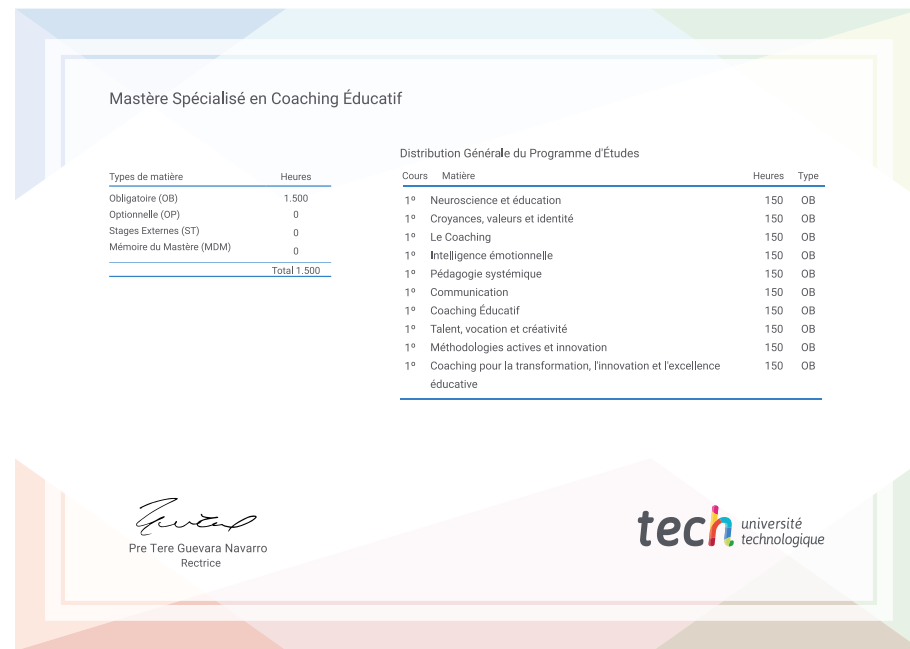 Mastère Spécialisé en Coaching Éducatif
Types de matière Heures
Obligatoire (OB) 1.500
Optionnelle (OP) 0
Stages Externes (ST) 0
Mémoire du Mastère (MDM) 0
Total 1.500
Distribution Générale du Programme d'Études
Cours Matière Heures Type
1º Neuroscience et éducation 150 OB
1º Croyances, valeurs et identité 150 OB
1º Le Coaching 150 OB
1º Intelligence émotionnelle 150 OB
1º Pédagogie systémique 150 OB
1º Communication 150 OB
1º Coaching Éducatif 150 OB
1º Talent, vocation et créativité 150 OB
1º Méthodologies actives et innovation 150 OB
1º Coaching pour la transformation, l'innovation et l'excellence 150 OB
éducative
Pre Tere Guevara Navarro
Rectrice
tech université
technologique